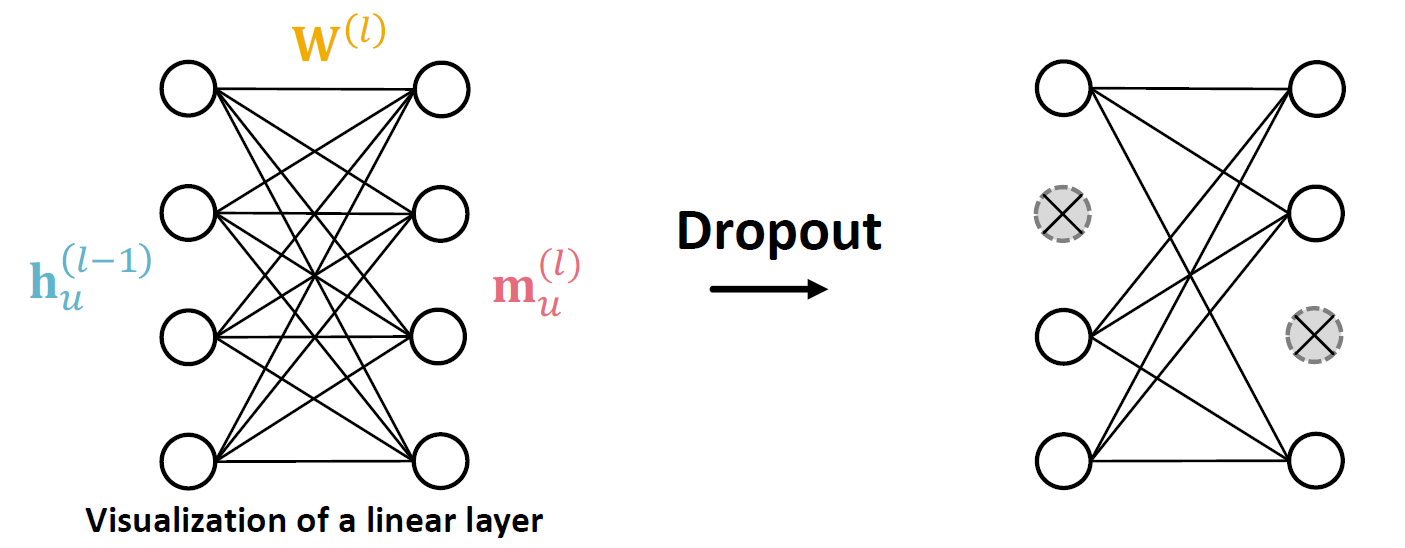 W^(l)
h_u^(l−1)
m_u^(l)
Dropout
Visualization of a linear layer